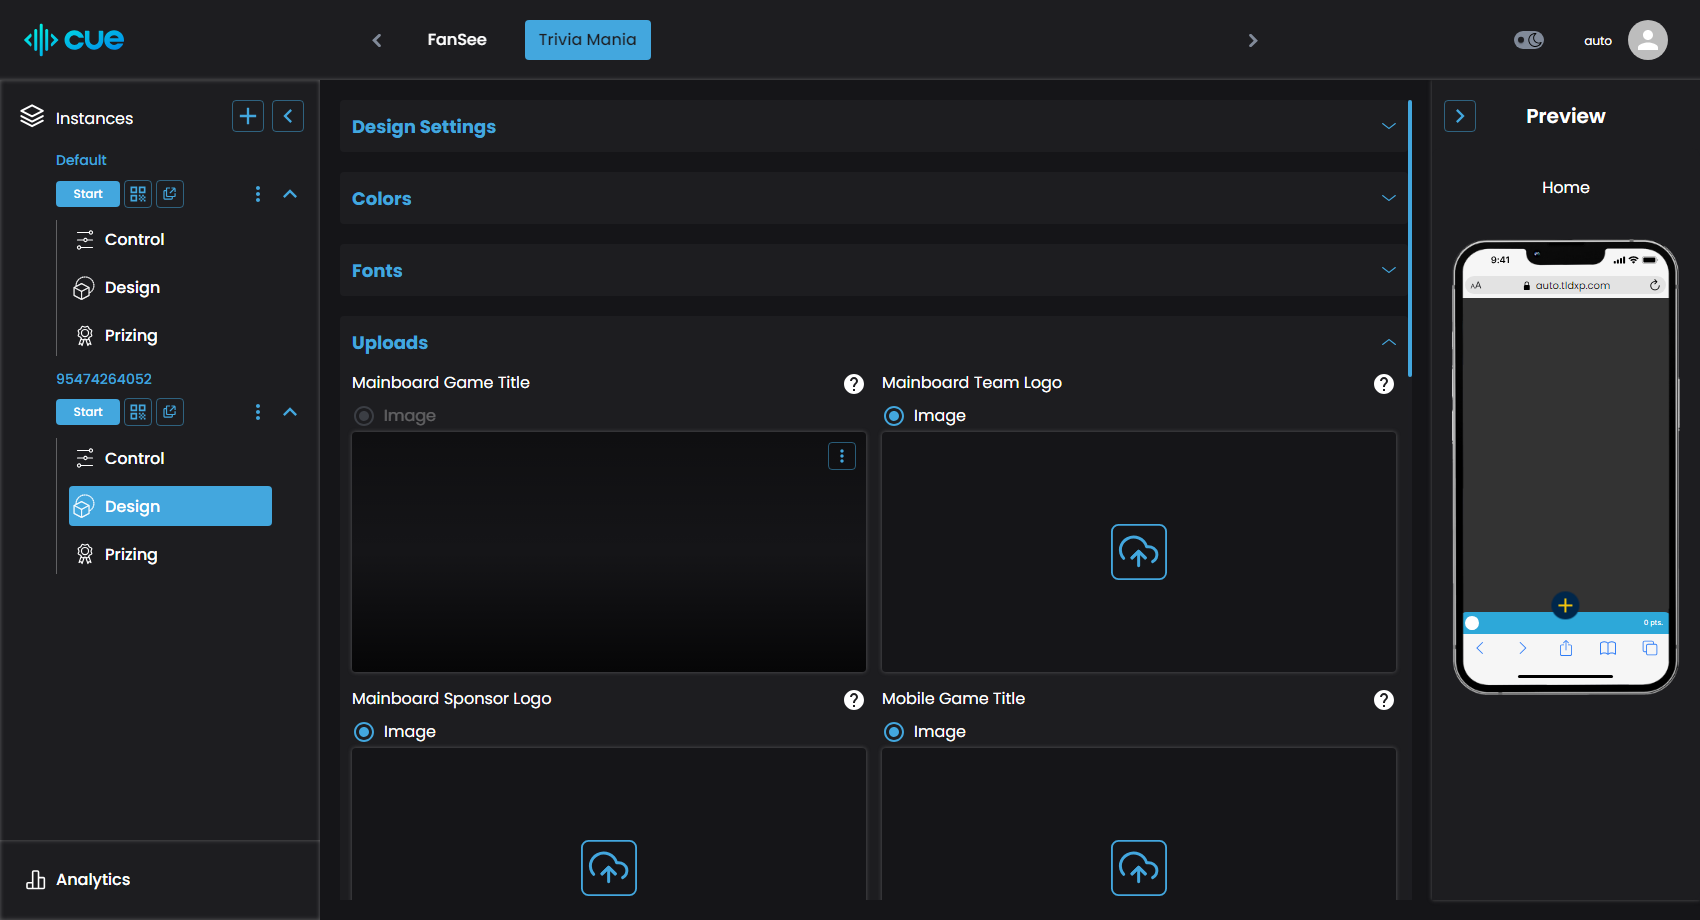 cue
FanSee
Trivia Mania
auto
Instances
Default
Start
Control
Design
Prizing
95474264052
Start
Control
Design
Prizing
Analytics
Design Settings
Colors
Fonts
Uploads
Mainboard Game Title
?
Image
Mainboard Team Logo
?
Image
Mainboard Sponsor Logo
?
Image
Mobile Game Title
?
Image
Preview
Home
9:41
AA
auto.tldxp.com
0 pts.